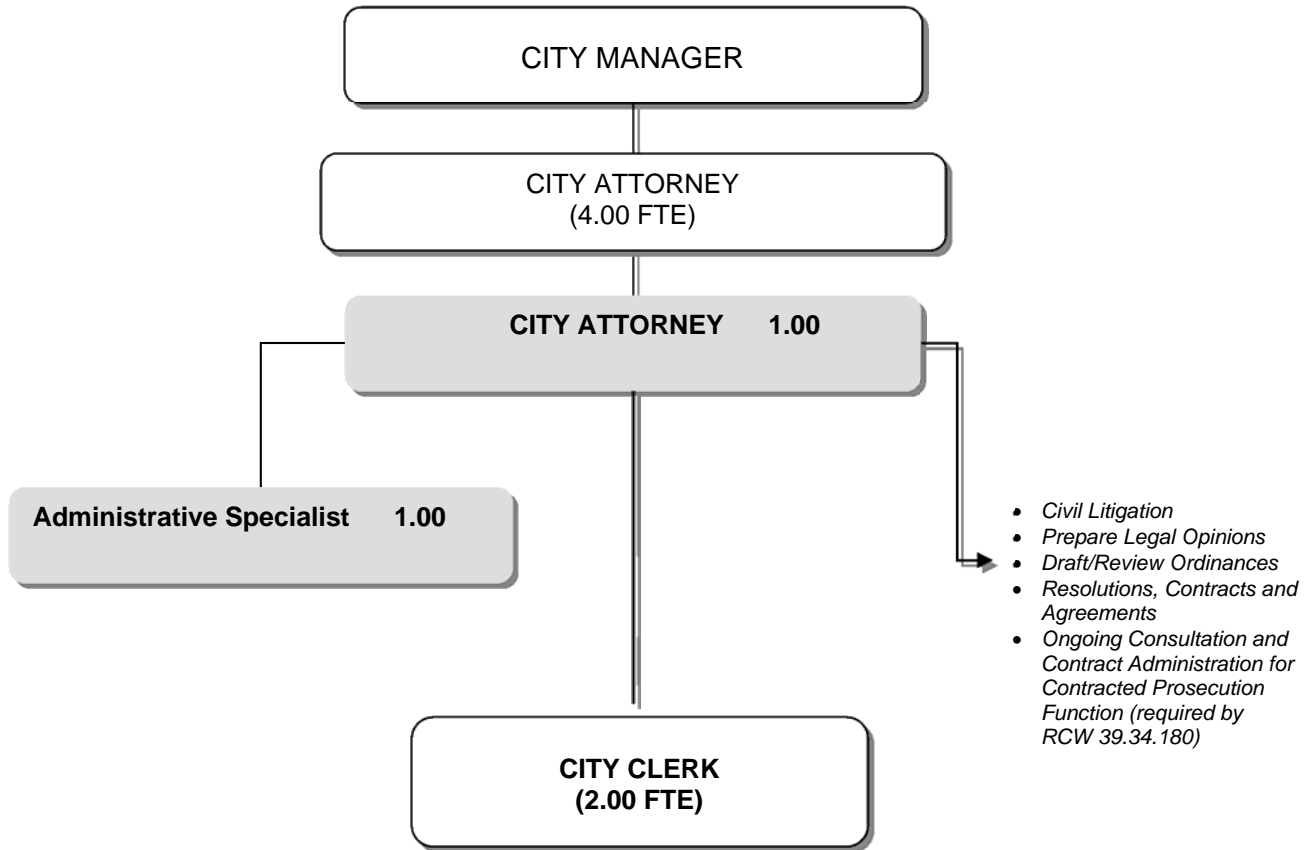 CITY MANAGER
CITY ATTORNEY
(4.00 FTE)
CITY ATTORNEY 1.00
Administrative Specialist 1.00
• Civil Litigation
• Prepare Legal Opinions
• Draft/Review Ordinances
• Resolutions, Contracts and
Agreements
• Ongoing Consultation and
Contract Administration for
Contracted Prosecution
Function (required by
RCW 39.34.180)
CITY CLERK
(2.00 FTE)